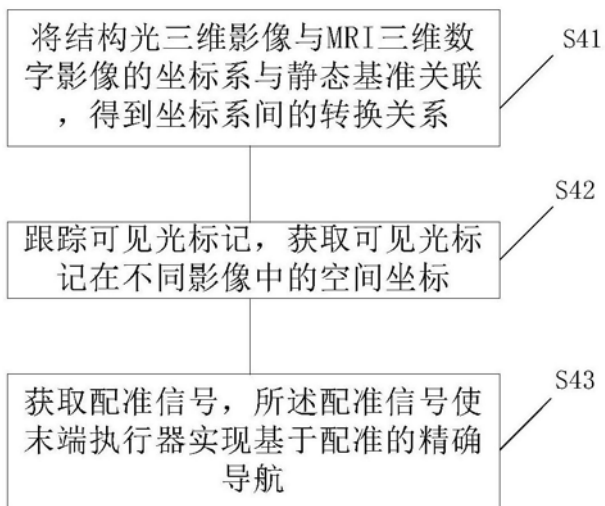 将结构光三维影像与MRI三维数
字影像的坐标系与静态基准关联
，得到坐标系间的转换关系
S41
跟踪可见光标记，获取可见光标
记在不同影像中的空间坐标
S42
获取配准信号，所述配准信号使
末端执行器实现基于配准的精确
导航
S43